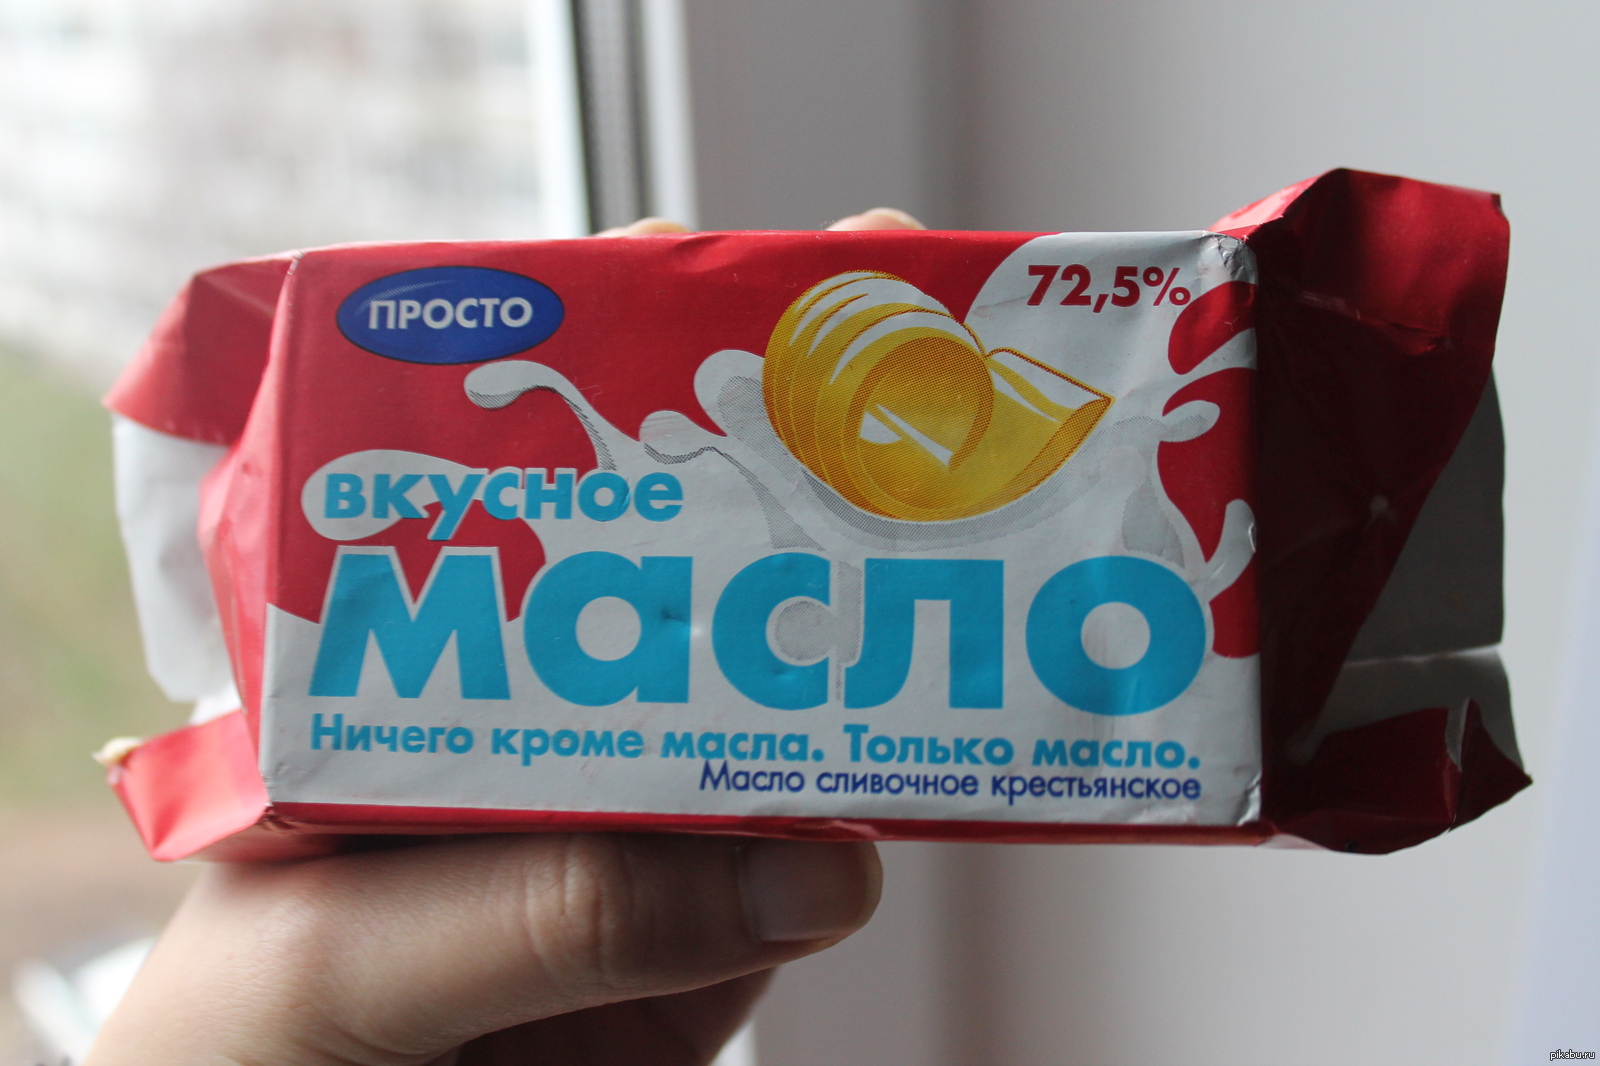 ПРОСТО
72,5%
вкусное
масло
Ничего кроме масла. Только масло.
Масло сливочное крестьянское
pikabu.ru